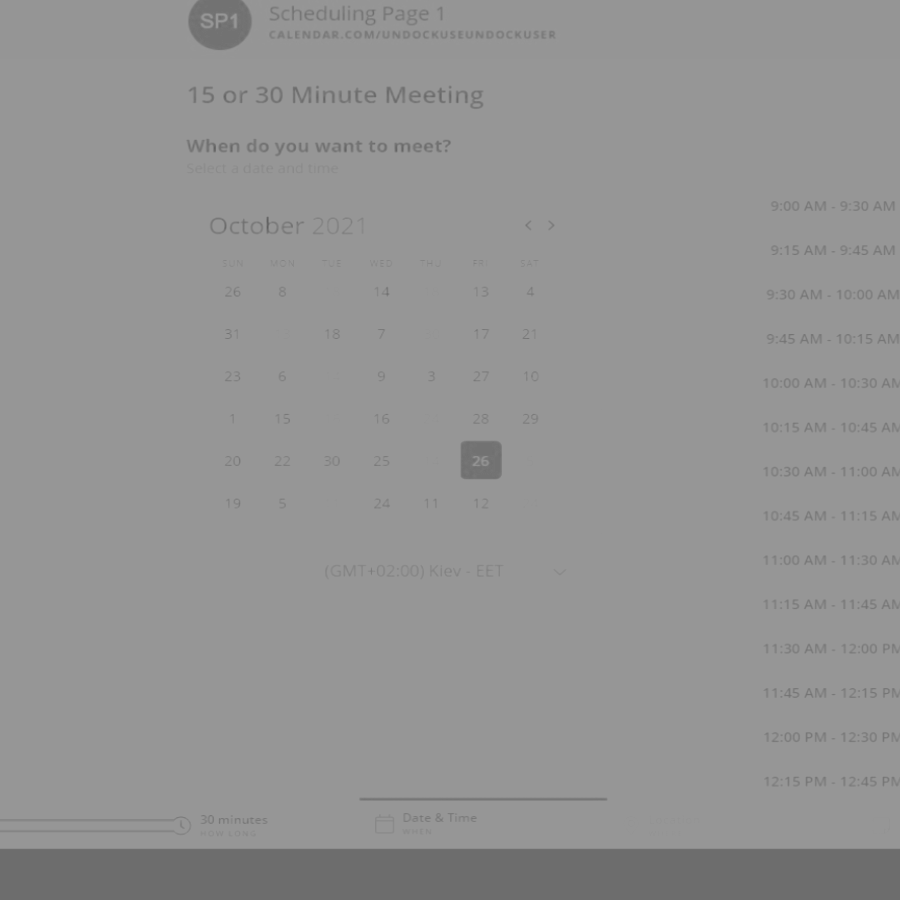 SP1
Scheduling Page 1
CALENDAR.COM/UNDOCKUSEUNDOCKUSER
15 or 30 Minute Meeting
When do you want to meet?
Select a date and time
October 2021
SUN MON TUE WED THU FRI SAT
26 8 14 13 4
31 18 7 17 21
23 6 9 3 27 10
1 15 16 28 29
20 22 30 25 26
19 5 24 11 12
(GMT+02:00) Kiev - EET
9:00 AM - 9:30 AM
9:15 AM - 9:45 AM
9:30 AM - 10:00 AM
9:45 AM - 10:15 AM
10:00 AM - 10:30 AM
10:15 AM - 10:45 AM
10:30 AM - 11:00 AM
10:45 AM - 11:15 AM
11:00 AM - 11:30 AM
11:15 AM - 11:45 AM
11:30 AM - 12:00 PM
11:45 AM - 12:15 PM
12:00 PM - 12:30 PM
12:15 PM - 12:45 PM
30 minutes
HOW LONG
Date & Time
WHEN